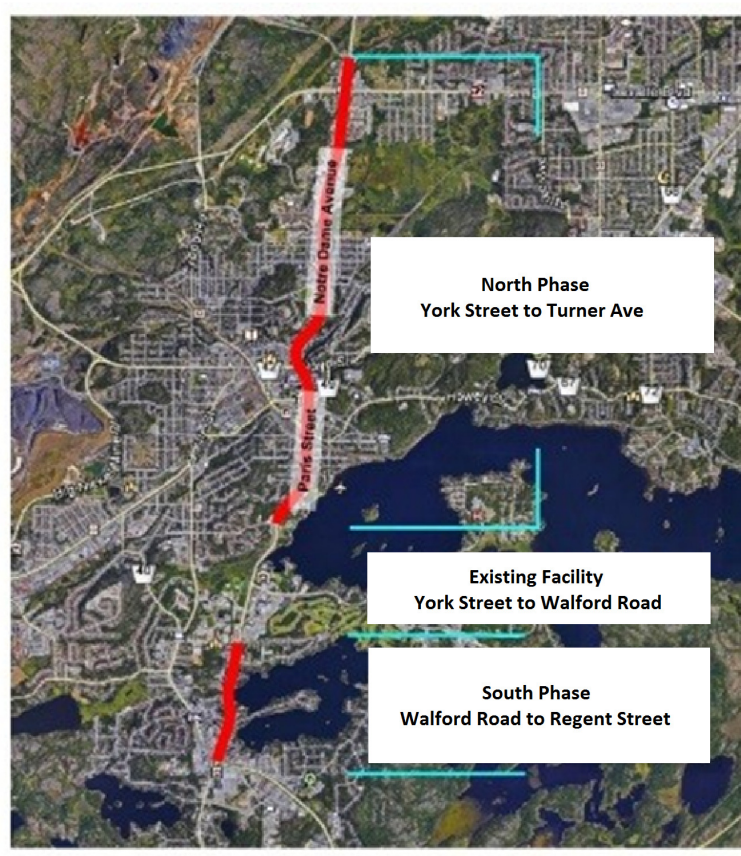 Notre Dame Avenue
North Phase
York Street to Turner Ave
Paris Street
Existing Facility
York Street to Walford Road
South Phase
Walford Road to Regent Street